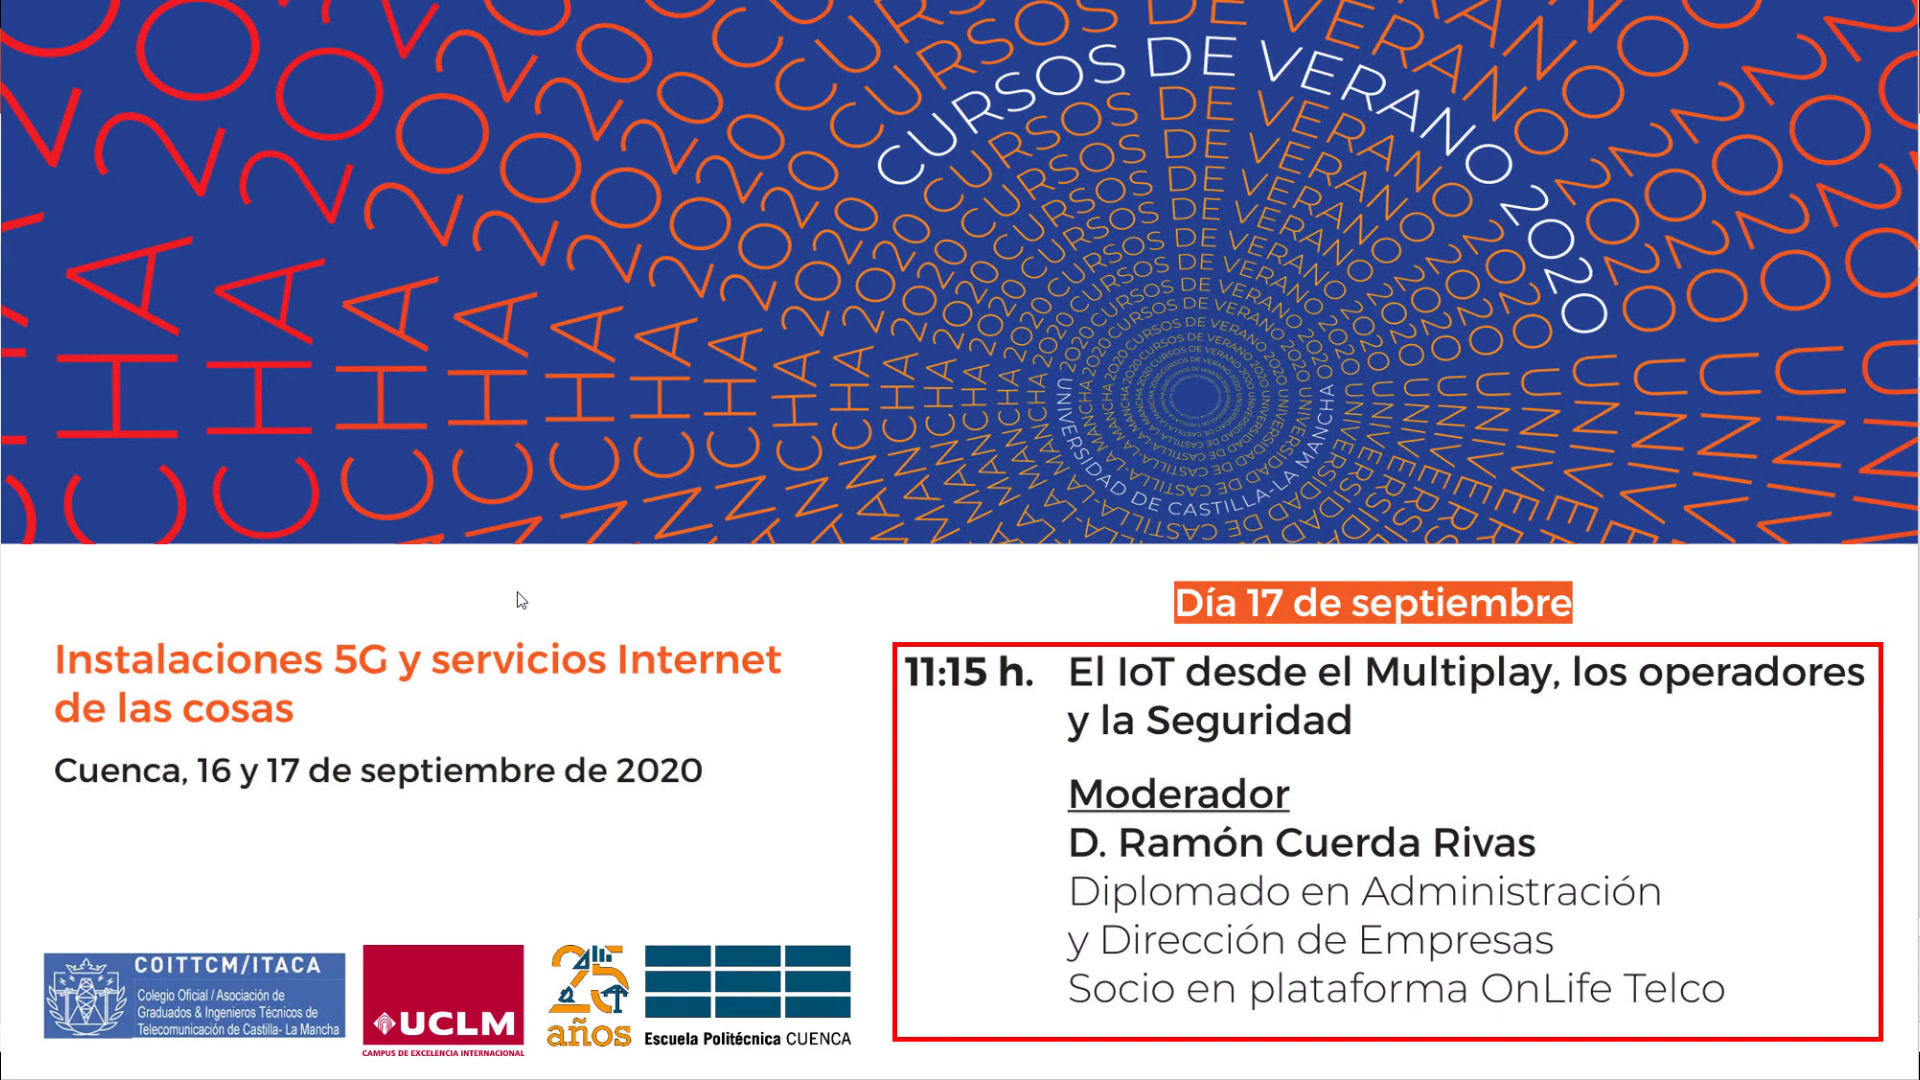 CURSOS DE VERANO 2020
UNIVERSIDAD DE CASTILLA-LA MANCHA
Día 17 de septiembre
Instalaciones 5G y servicios Internet
de las cosas
Cuenca, 16 y 17 de septiembre de 2020
11:15 h. El IoT desde el Multiplay, los operadores
y la Seguridad
Moderador
D. Ramón Cuerda Rivas
Diplomado en Administración
y Dirección de Empresas
Socio en plataforma OnLife Telco
COITTCM/ITACA
Colegio Oficial / Asociación de
Graduados & Ingenieros Técnicos de
Telecomunicación de Castilla- La Mancha
UCLM
CAMPUS DE EXCELENCIA INTERNACIONAL
25
años
Escuela Politécnica CUENCA